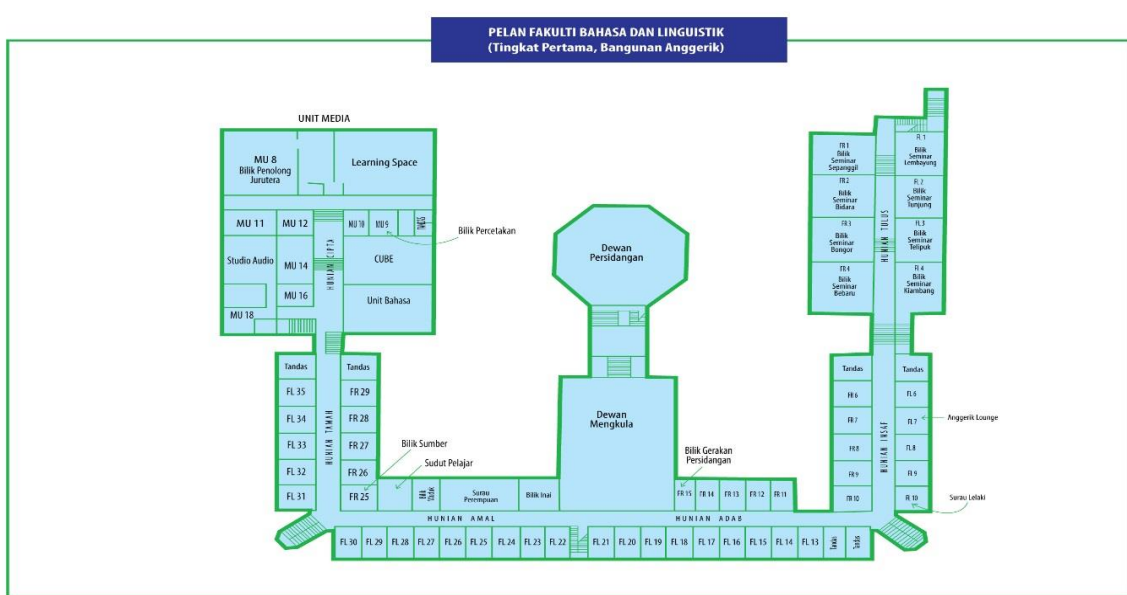 PELAN FAKULTI BAHASA DAN LINGUISTIK
(Tingkat Pertama, Bangunan Anggerik)
UNIT MEDIA
MU 8
Bilik Penolong
Jurutera
Learning Space
MU 11
MU 12
MU 10
MU 9
Bilik Percetakan
Studio Audio
MU 14
CUBE
MU 16
Unit Bahasa
MU 18
HUNIAN CIPTA
Tandas
Tandas
FL 35
FR 29
FL 34
FR 28
FL 33
FR 27
FL 32
FR 26
FL 31
FR 25
HUNIAN TAMAH
Bilik Sumber
Sudut Pelajar
Bilik
Surau
Perempuan
Bilik Inai
Dewan
Persidangan
Dewan
Mengkula
Bilik Gerakan
Persidangan
FR 15
FR 14
FR 13
FR 12
FR 11
HUNIAN AMAL
HUNIAN ADAB
FL 30
FL 29
FL 28
FL 27
FL 26
FL 25
FL 24
FL 23
FL 22
FL 21
FL 20
FL 19
FL 18
FL 17
FL 16
FL 15
FL 14
FL 13
Tandas
Tandas
FR 1
Bilik
Seminar
Sepanggil
FL 1
Bilik
Seminar
Lembayung
FR 2
Bilik
Seminar
Bidara
FL 2
Bilik
Seminar
Tunjung
FR 3
Bilik
Seminar
Bongor
FL 3
Bilik
Seminar
Telipuk
FR 4
Bilik
Seminar
Bebaru
FL 4
Bilik
Seminar
Kiambang
HUNIAN TULUS
Tandas
Tandas
FR 6
FL 6
FR 7
FL 7
Anggerik Lounge
FR 8
FL 8
FR 9
FL 9
FR 10
FL 10
Surau Lelaki
HUNIAN INSAF